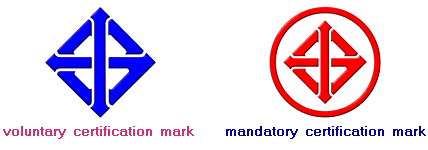 voluntary certification mark
mandatory certification mark